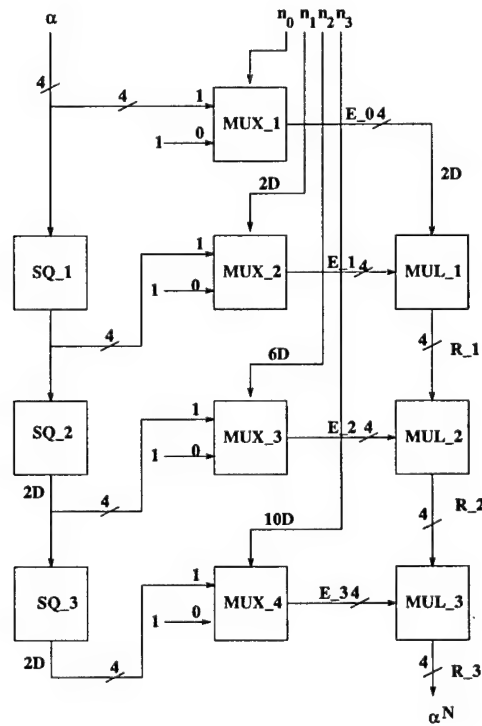 α
n0 n1 n2 n3
4
4
1
0
1
MUX_1
E_0 4
2D
2D
SQ_1
1
0
1
MUX_2
E_1 4
MUL_1
4
4
R_1
6D
SQ_2
1
0
1
MUX_3
E_2 4
MUL_2
2D
4
4
R_2
10D
SQ_3
1
0
1
MUX_4
E_3 4
MUL_3
2D
4
4
R_3
α^N